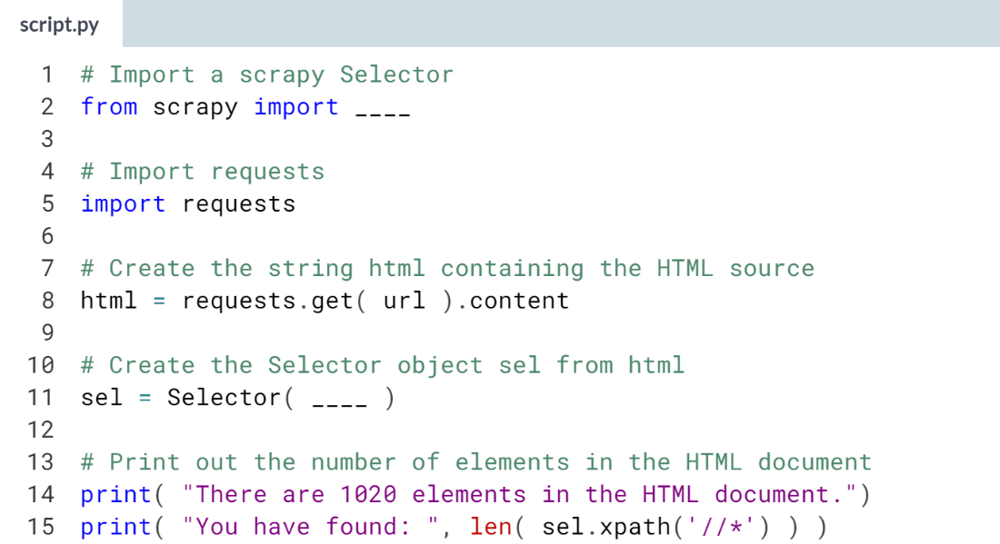 script.py
1 # Import a scrapy Selector
2 from scrapy import ____
3
4 # Import requests
5 import requests
6
7 # Create the string html containing the HTML source
8 html = requests.get( url ).content
9
10 # Create the Selector object sel from html
11 sel = Selector( ____ )
12
13 # Print out the number of elements in the HTML document
14 print( "There are 1020 elements in the HTML document.")
15 print( "You have found: ", len( sel.xpath('//*') ) )